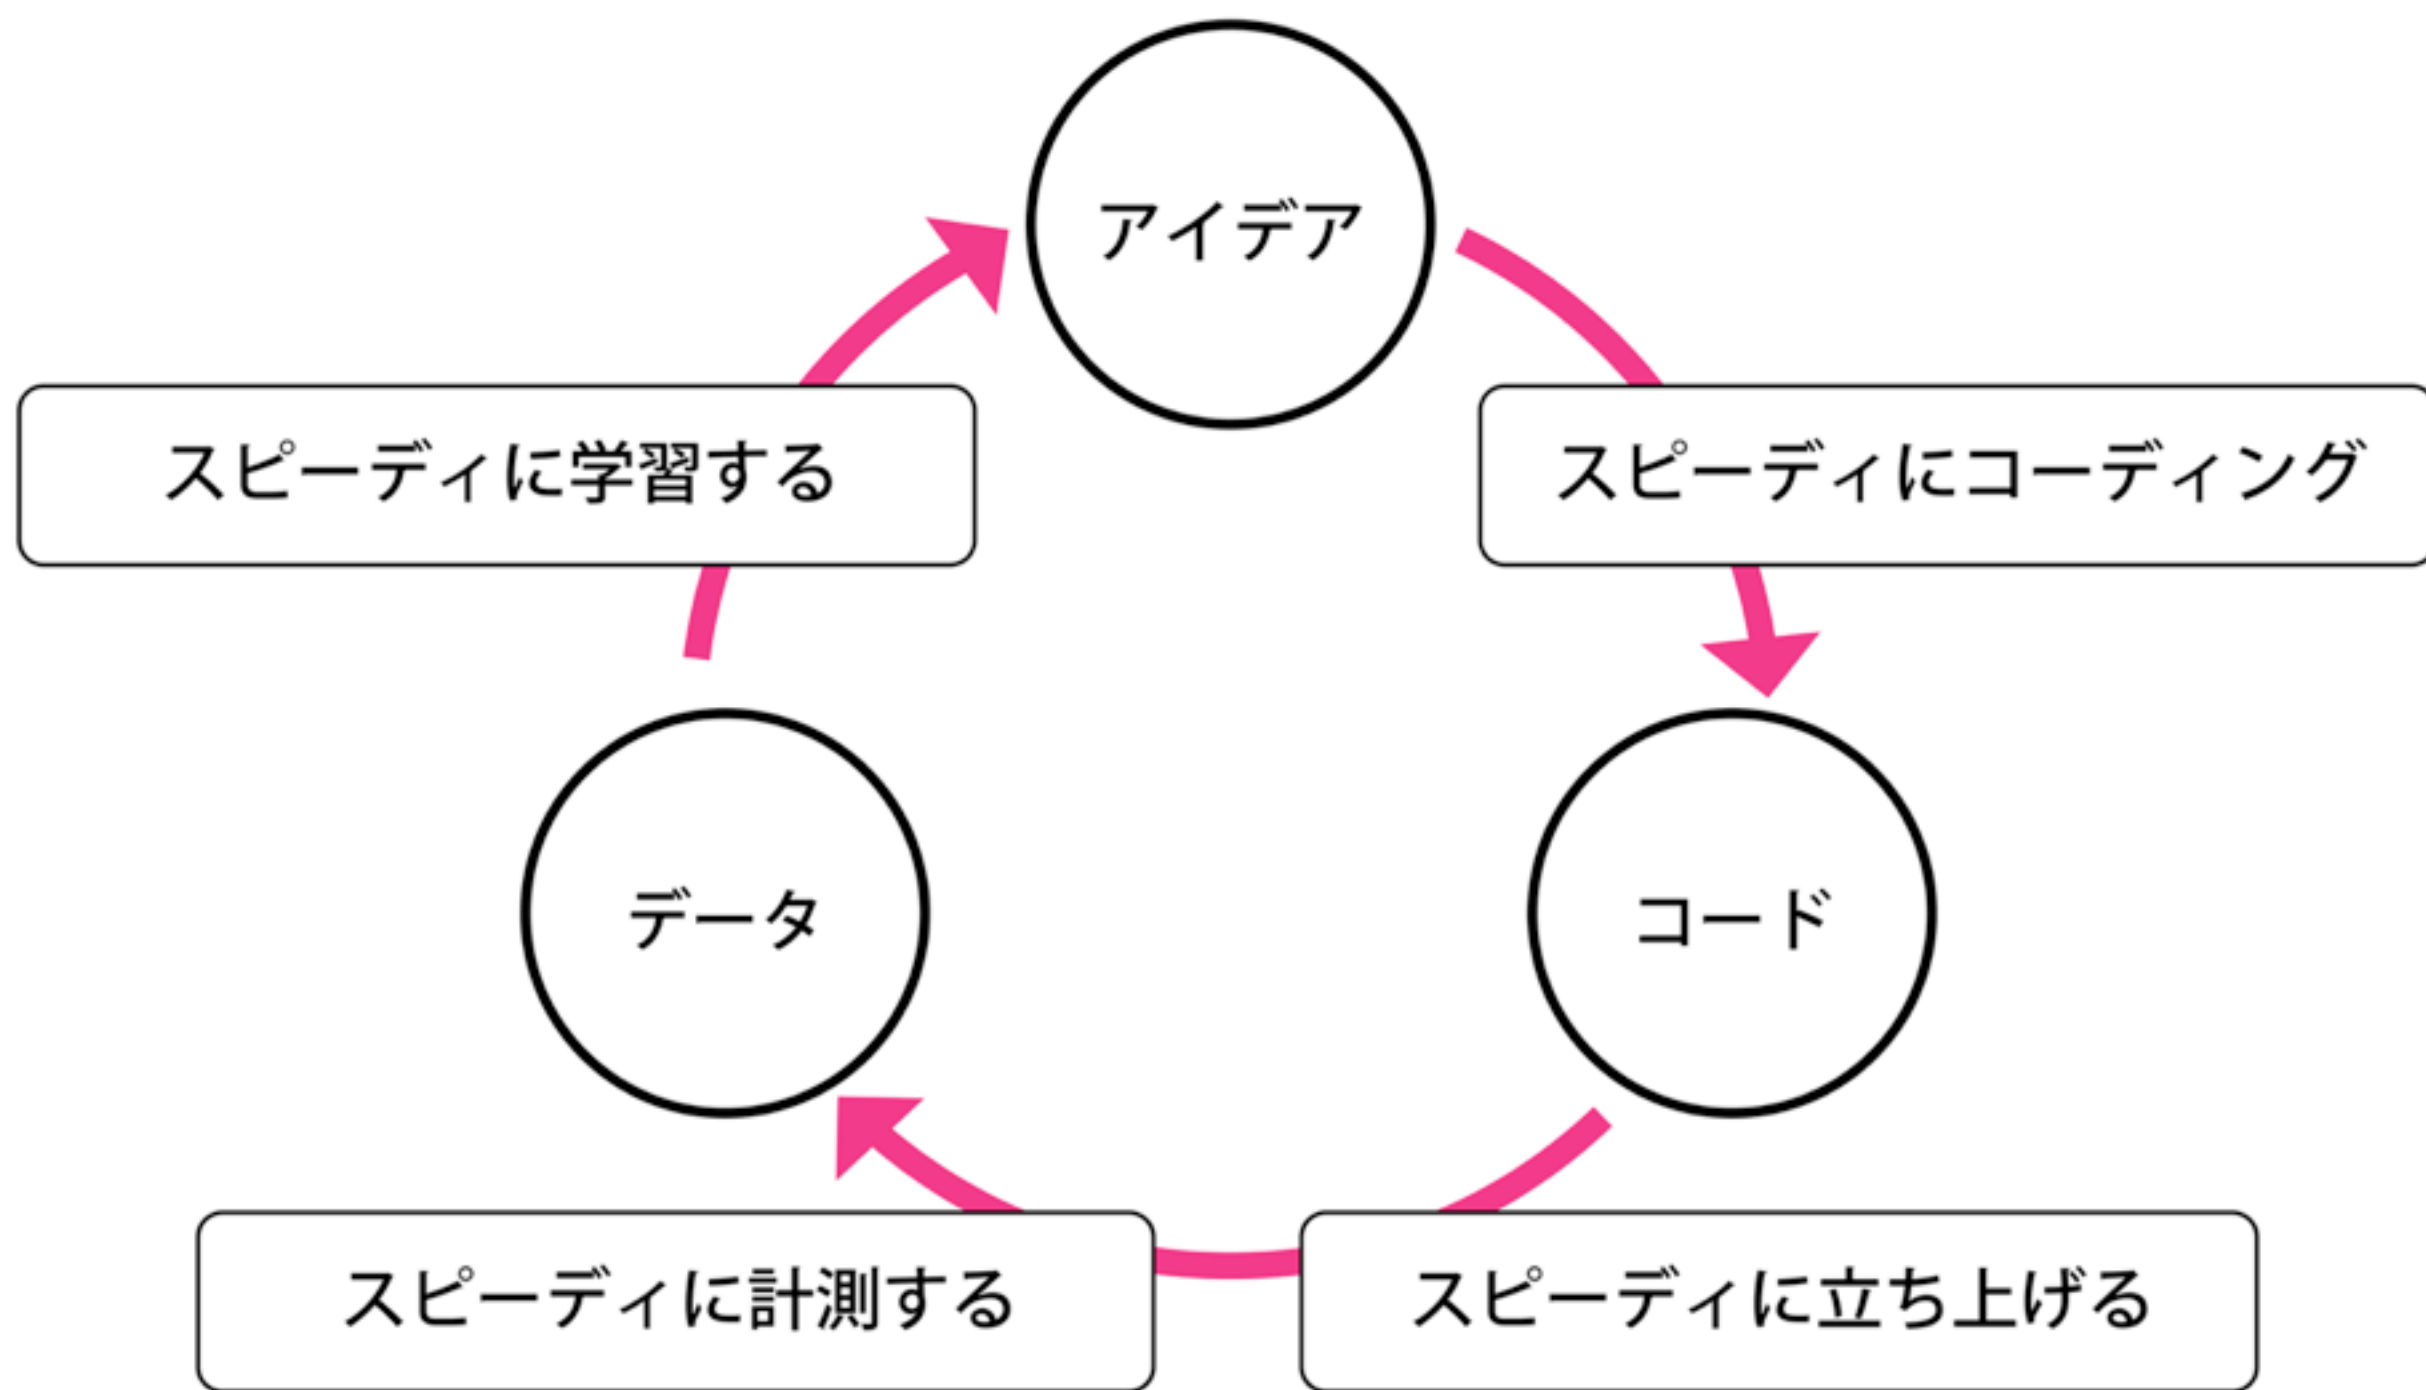 アイデア
スピーディに学習する
スピーディにコーディング
データ
コード
スピーディに計測する
スピーディに立ち上げる